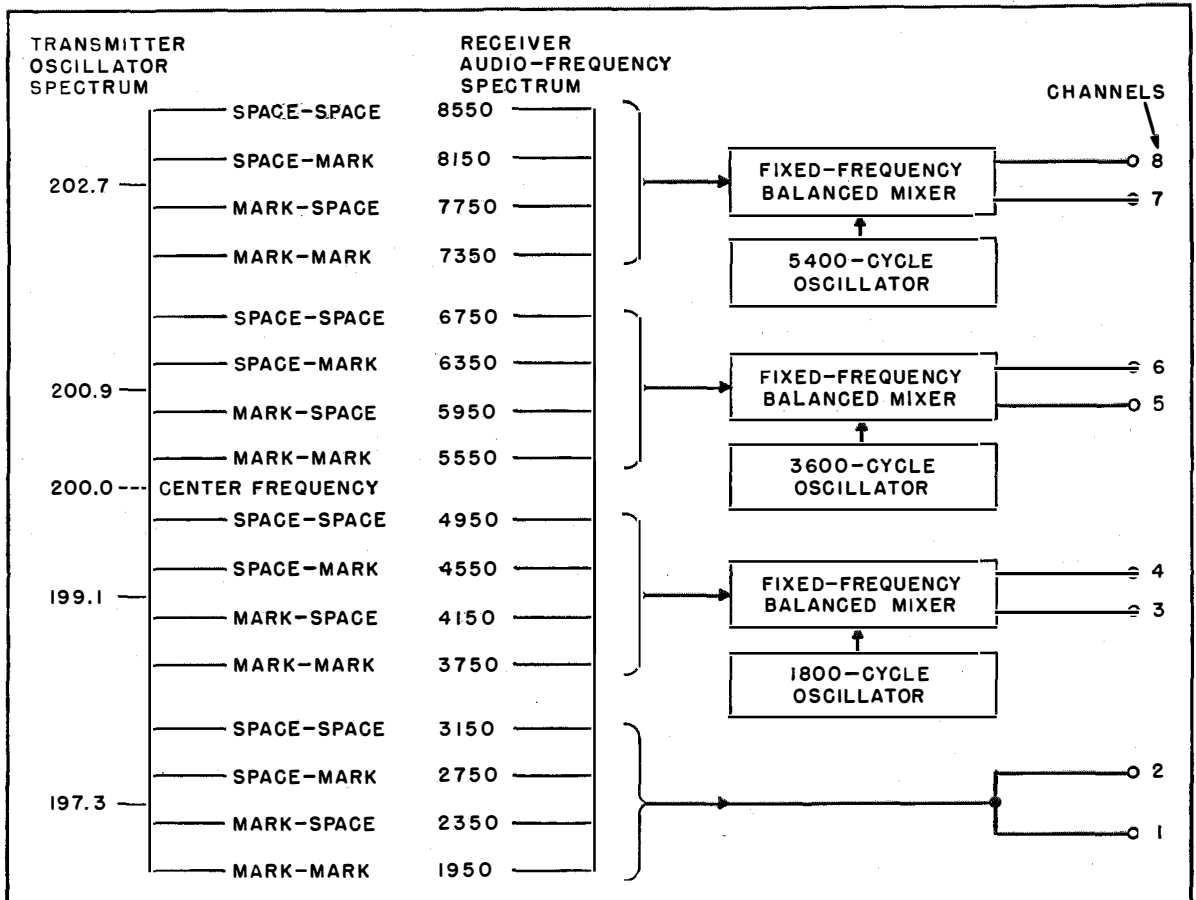 TRANSMITTER
OSCILLATOR
SPECTRUM
RECEIVER
AUDIO-FREQUENCY
SPECTRUM
CHANNELS
SPACE-SPACE 8550
SPACE-MARK 8150
202.7
MARK-SPACE 7750
MARK-MARK 7350
FIXED-FREQUENCY
BALANCED MIXER
8
7
5400-CYCLE
OSCILLATOR
SPACE-SPACE 6750
SPACE-MARK 6350
200.9
MARK-SPACE 5950
MARK-MARK 5550
FIXED-FREQUENCY
BALANCED MIXER
6
5
3600-CYCLE
OSCILLATOR
200.0 --- CENTER FREQUENCY
SPACE-SPACE 4950
SPACE-MARK 4550
199.1
MARK-SPACE 4150
MARK-MARK 3750
FIXED-FREQUENCY
BALANCED MIXER
4
3
1800-CYCLE
OSCILLATOR
SPACE-SPACE 3150
SPACE-MARK 2750
197.3
MARK-SPACE 2350
MARK-MARK 1950
2
1